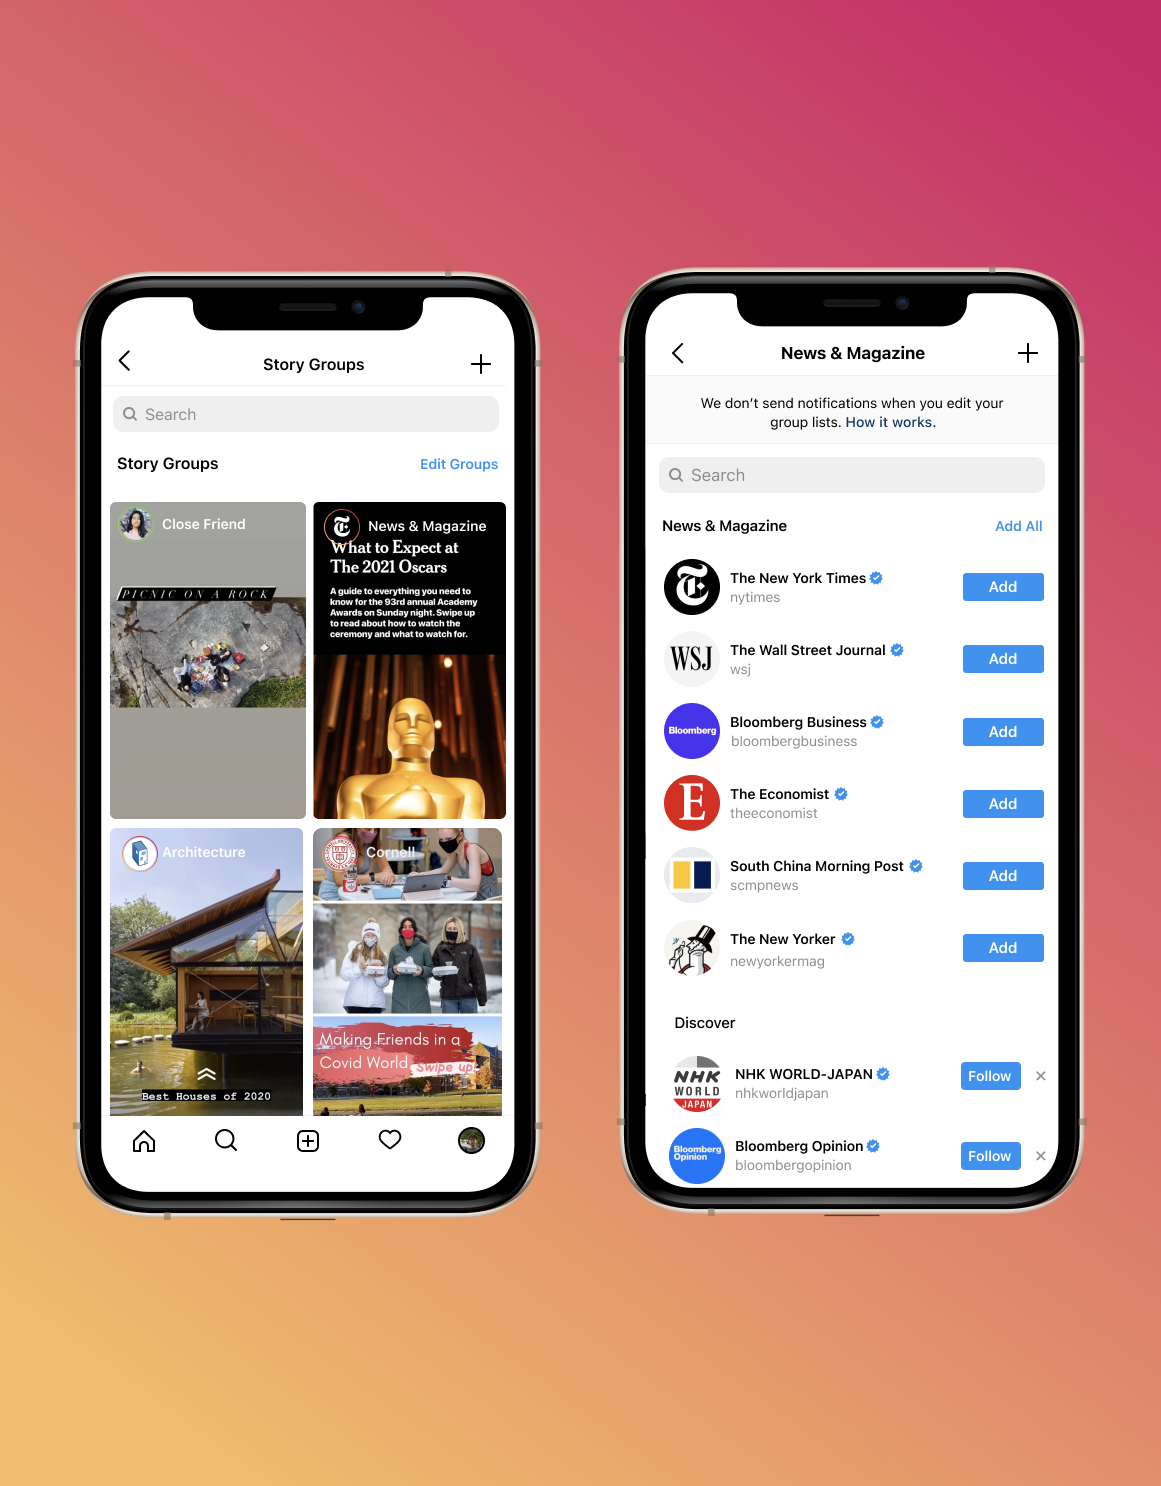 Story Groups
Search
Story Groups
Edit Groups
Close Friend
PICNIC ON A ROCK
News & Magazine
What to Expect at
The 2021 Oscars
A guide to everything you need to
know for the 93rd annual Academy
Awards on Sunday night. Swipe up
to read about how to watch the
ceremony and what to watch for.
Architecture
Best Houses of 2020
Cornell
Making Friends in a
Covid World
Swipe up!
News & Magazine
We don't send notifications when you edit your
group lists. How it works.
Search
News & Magazine
Add All
The New York Times
nytimes
Add
WSJ
The Wall Street Journal
wsj
Add
Bloomberg
Bloomberg Business
bloombergbusiness
Add
E
The Economist
theeconomist
Add
South China Morning Post
scmpnews
Add
The New Yorker
newyorkermag
Add
Discover
NHK
WORLD
JAPAN
NHK WORLD-JAPAN
nhkworldjapan
Follow
Bloomberg
Opinion
Bloomberg Opinion
bloombergopinion
Follow